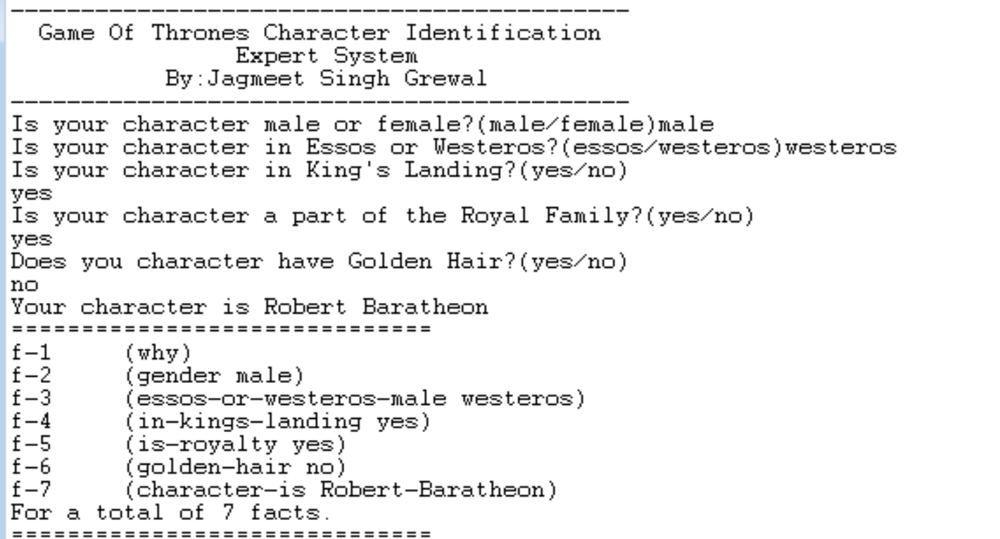 --------------------------------------------
Game Of Thrones Character Identification
Expert System
By:Jagmeet Singh Grewal
--------------------------------------------
Is your character male or female?(male/female)male
Is your character in Essos or Westeros?(essos/westeros)westeros
Is your character in King's Landing?(yes/no)
yes
Is your character a part of the Royal Family?(yes/no)
yes
Does you character have Golden Hair?(yes/no)
no
Your character is Robert Baratheon
==============================
f-1 (why)
f-2 (gender male)
f-3 (essos-or-westeros-male westeros)
f-4 (in-kings-landing yes)
f-5 (is-royalty yes)
f-6 (golden-hair no)
f-7 (character-is Robert-Baratheon)
For a total of 7 facts.
==============================